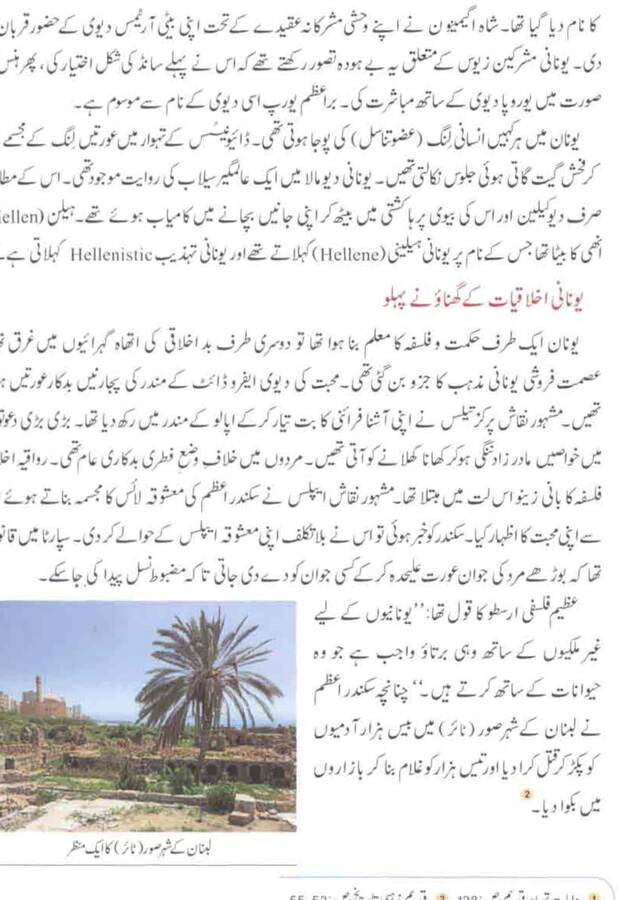 کا نام دیا گیا تھا۔ شاہ اگیمیمنون نے اپنے وحشی مشرکانہ عقیدے کے تحت اپنی بیٹی آرٹیمس دیوی کے حضور قربان
دی۔ یونانی مشرکین زیوس کے متعلق یہ بے ہودہ تصور رکھتے تھے کہ اس نے پہلے سانڈ کی شکل اختیار کی، پھر ہنس
صورت میں یوروپا دیوی کے ساتھ مباشرت کی۔ براعظم یورپ اسی دیوی کے نام سے موسوم ہے۔
یونان میں ہر کہیں انسانی لِنگ (عضو تناسل) کی پوجا ہوتی تھی۔ ڈائیونیسُس کے تہوار میں عورتیں لِنگ کے مجسمے
کر فحش گیت گاتی ہوئی جلوس نکالتی تھیں۔ یونانی دیو مالا میں ایک عالمگیر سیلاب کی روایت موجود تھی۔ اس کے
صرف دیوکیلین اور اس کی بیوی پرہا کشتی میں بیٹھ کر اپنی جانیں بچانے میں کامیاب ہوئے تھے۔ ہیلن (
انھی کا بیٹا تھا جس کے نام پر یونانی ہیلینی (Hellene) کہلاتے تھے اور یونانی تہذیب Hellenistic کہلاتی ہے۔
یونانی اخلاقیات کے گھناؤنے پہلو
یونان ایک طرف حکمت و فلسفہ کا معلم بنا ہوا تھا تو دوسری طرف بد اخلاقی کی اتھاہ گہرائیوں میں غرق
عصمت فروشی یونانی مذہب کا جزو بن گئی تھی۔ محبت کی دیوی ایفرو ڈائٹ کے مندر کی پجارنیں بدکار عورتیں
تھیں۔ مشہور نقاش پرکزتیلس نے اپنی آشنا فرائنی کا بت تیار کر کے اپالو کے مندر میں رکھ دیا تھا۔ بڑی بڑی
میں خواصیں مادر زاد ننگی ہو کر کھانا کھلانے کو آتی تھیں۔ مردوں میں خلافِ وضعِ فطری بدکاری عام تھی۔ رواقیہ
فلسفہ کا بانی زینو اس لت میں مبتلا تھا۔ مشہور نقاش ایپلس نے سکندر اعظم کی معشوقہ لائس کا مجسمہ بناتے ہوئے
سے اپنی محبت کا اظہار کیا۔ سکندر کو خبر ہوئی تو اس نے بلا تکلف اپنی معشوقہ ایپلس کے حوالے کر دی۔ سپارٹا میں
تھا کہ بوڑھے مرد کی جوان عورت علیحدہ کر کے کسی جوان کو دے دی جاتی تا کہ مضبوط نسل پیدا کی جا سکے۔
عظیم فلسفی ارسطو کا قول تھا: ’’یونانیوں کے لیے
غیر ملکیوں کے ساتھ وہی برتاؤ واجب ہے جو وہ
حیوانات کے ساتھ کرتے ہیں۔‘‘ چنانچہ سکندر اعظم
نے لبنان کے شہر صور (ٹائر) میں بیس ہزار آدمیوں
کو پکڑ کر قتل کرا دیا اور تیس ہزار کو غلام بنا کر بازاروں
میں بکوا دیا۔ 2
لبنان کے شہر صور (ٹائر) کا ایک منظر